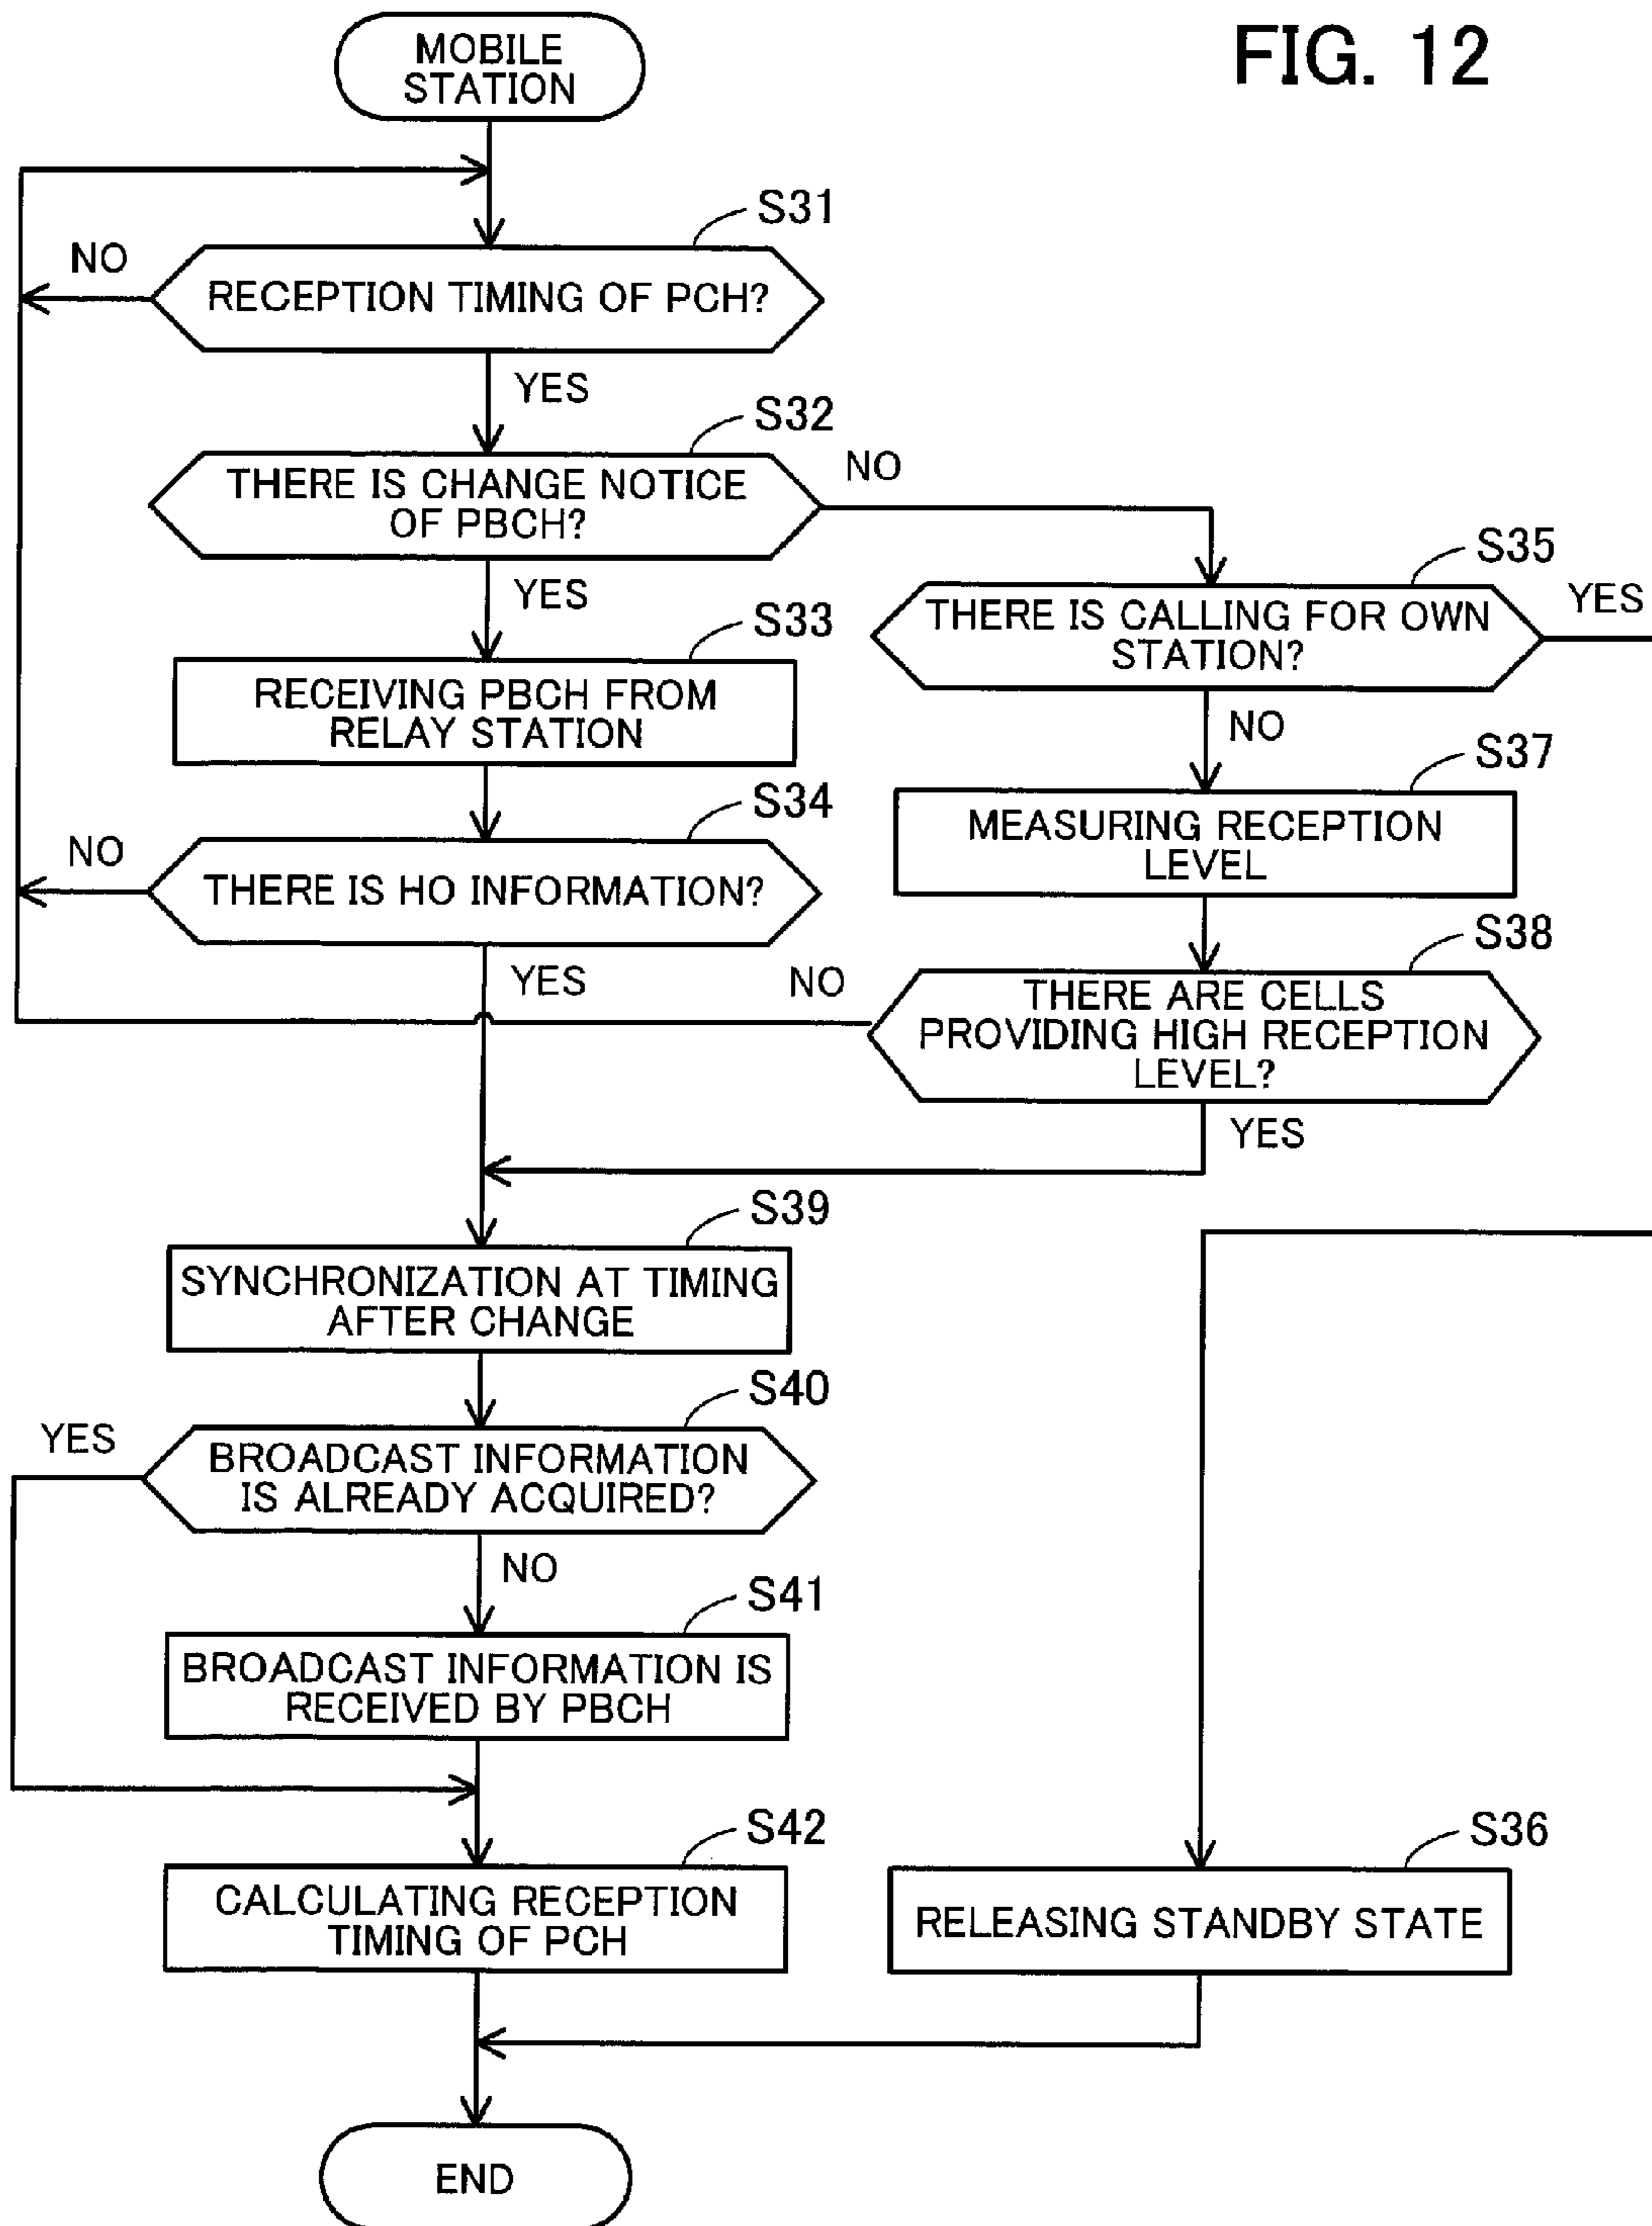 FIG. 12
MOBILE
STATION
S31
NO
RECEPTION TIMING OF PCH?
YES
S32
THERE IS CHANGE NOTICE
OF PBCH?
NO
YES
S35
THERE IS CALLING FOR OWN
STATION?
YES
NO
S33
RECEIVING PBCH FROM
RELAY STATION
S37
MEASURING RECEPTION
LEVEL
S34
NO
THERE IS HO INFORMATION?
YES
S38
NO
THERE ARE CELLS
PROVIDING HIGH RECEPTION
LEVEL?
YES
S39
SYNCHRONIZATION AT TIMING
AFTER CHANGE
S40
YES
BROADCAST INFORMATION
IS ALREADY ACQUIRED?
NO
S41
BROADCAST INFORMATION IS
RECEIVED BY PBCH
S42
CALCULATING RECEPTION
TIMING OF PCH
S36
RELEASING STANDBY STATE
END